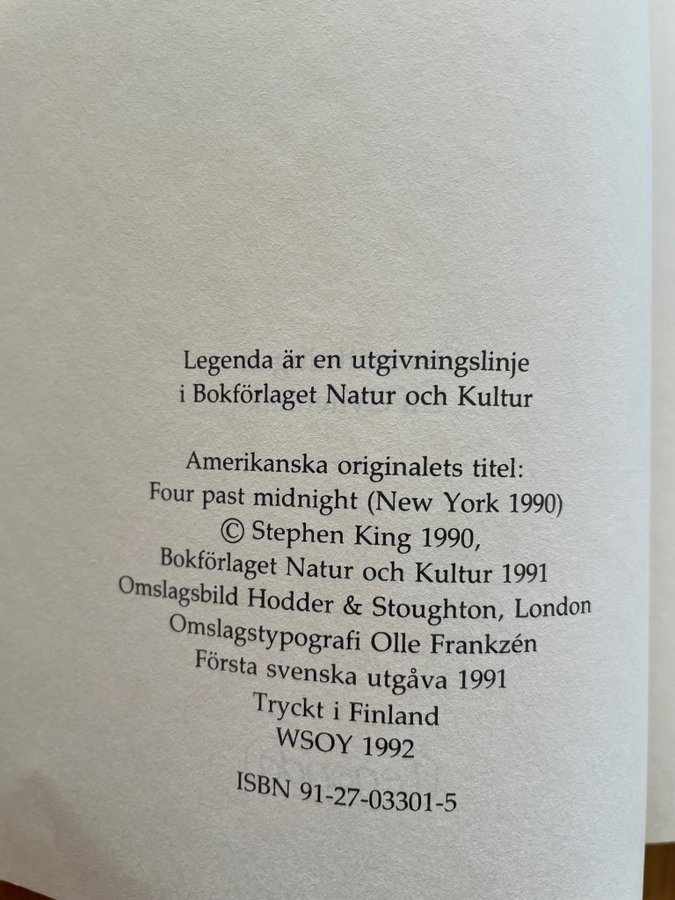 Legenda är en utgivningslinje
i Bokförlaget Natur och Kultur
Amerikanska originalets titel:
Four past midnight (New York 1990)
© Stephen King 1990,
Bokförlaget Natur och Kultur 1991
Omslagsbild Hodder & Stoughton, London
Omslagstypografi Olle Frankzén
Första svenska utgåva 1991
Tryckt i Finland
WSOY 1992
ISBN 91-27-03301-5